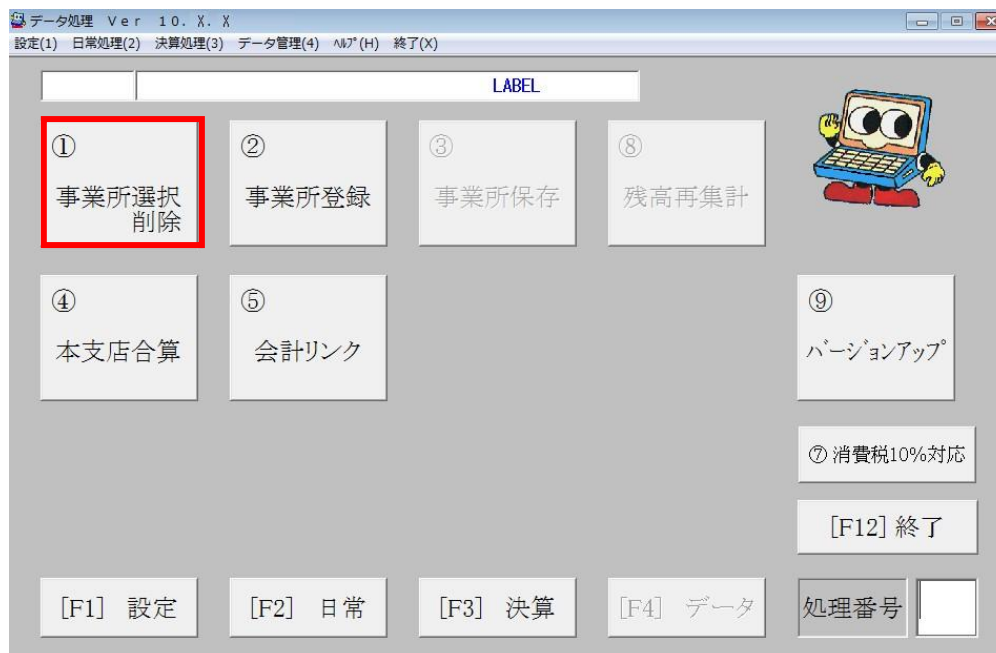 データ処理 Ver 10.X.X
設定(1) 日常処理(2) 決算処理(3) データ管理(4) ﾍﾙﾌﾟ(H) 終了(X)
LABEL
①
事業所選択
削除
②
事業所登録
③
事業所保存
⑧
残高再集計
④
本支店合算
⑤
会計リンク
⑨
ﾊﾞｰｼﾞｮﾝｱｯﾌﾟ
⑦消費税10%対応
[F12] 終了
[F1] 設定
[F2] 日常
[F3] 決算
[F4] データ
処理番号